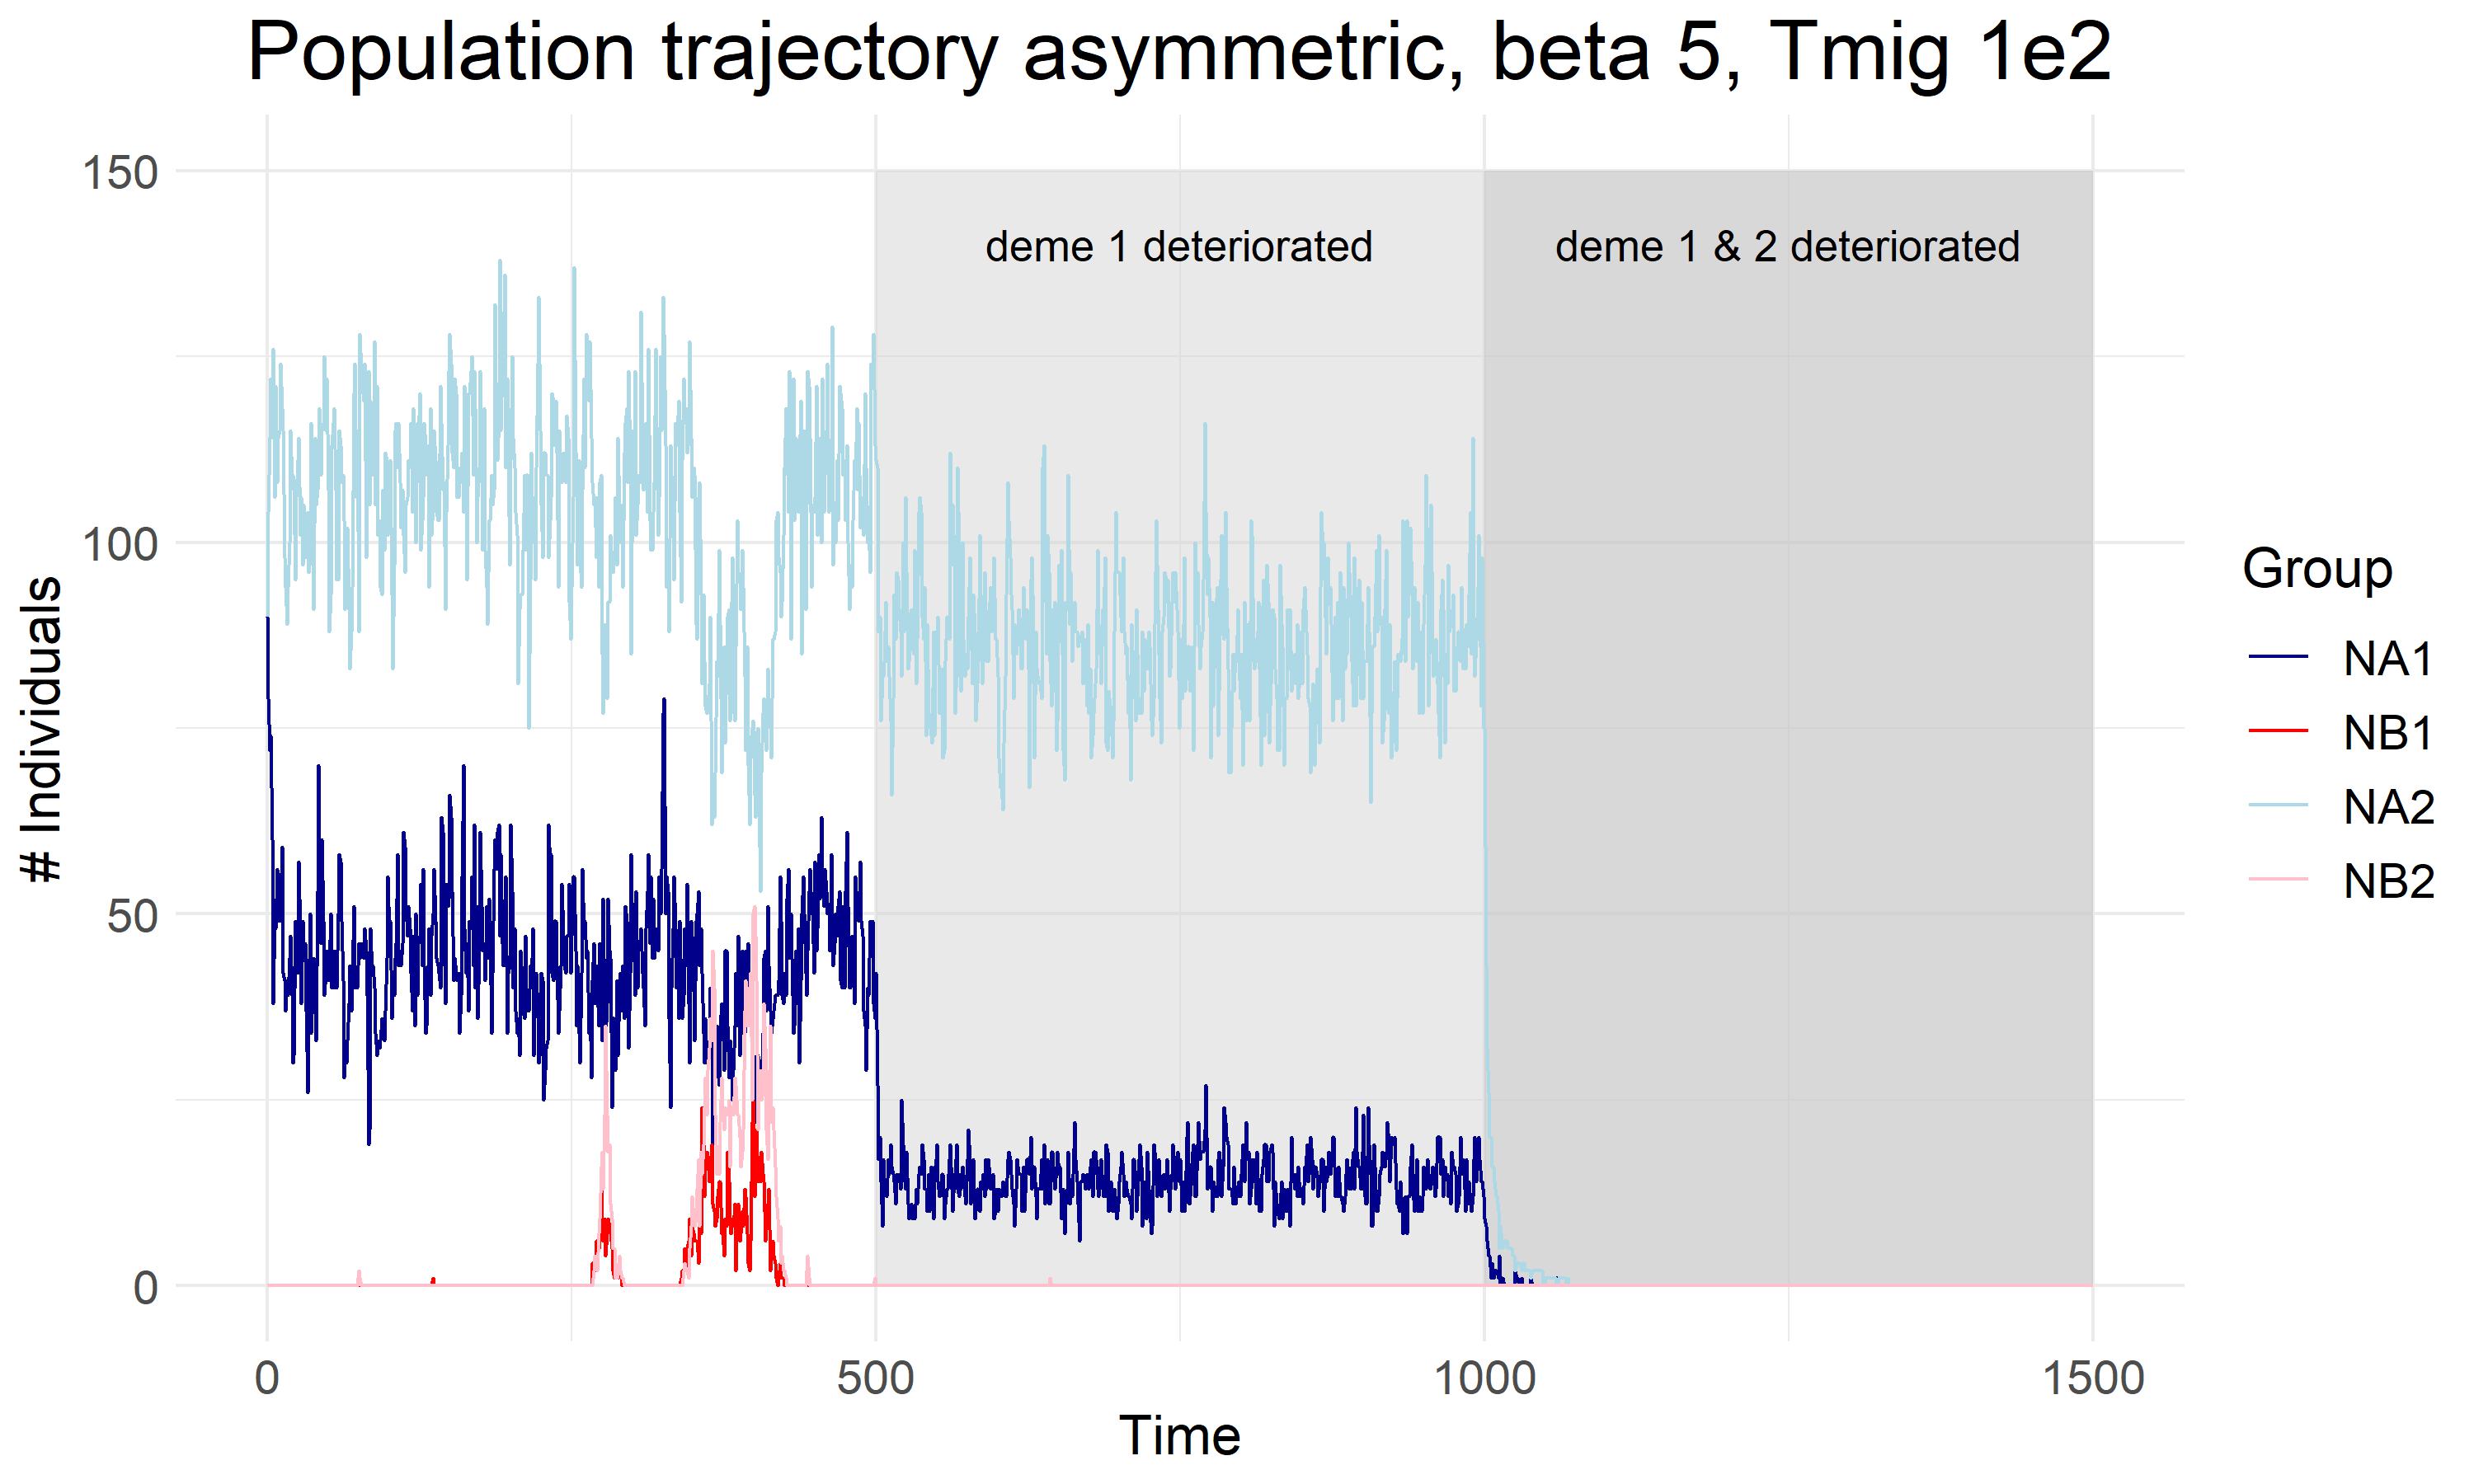 Population trajectory asymmetric, beta 5, Tmig 1e2
150
100
50
0
# Individuals
deme 1 deteriorated
deme 1 & 2 deteriorated
0
500
1000
1500
Time
Group
NA1
NB1
NA2
NB2